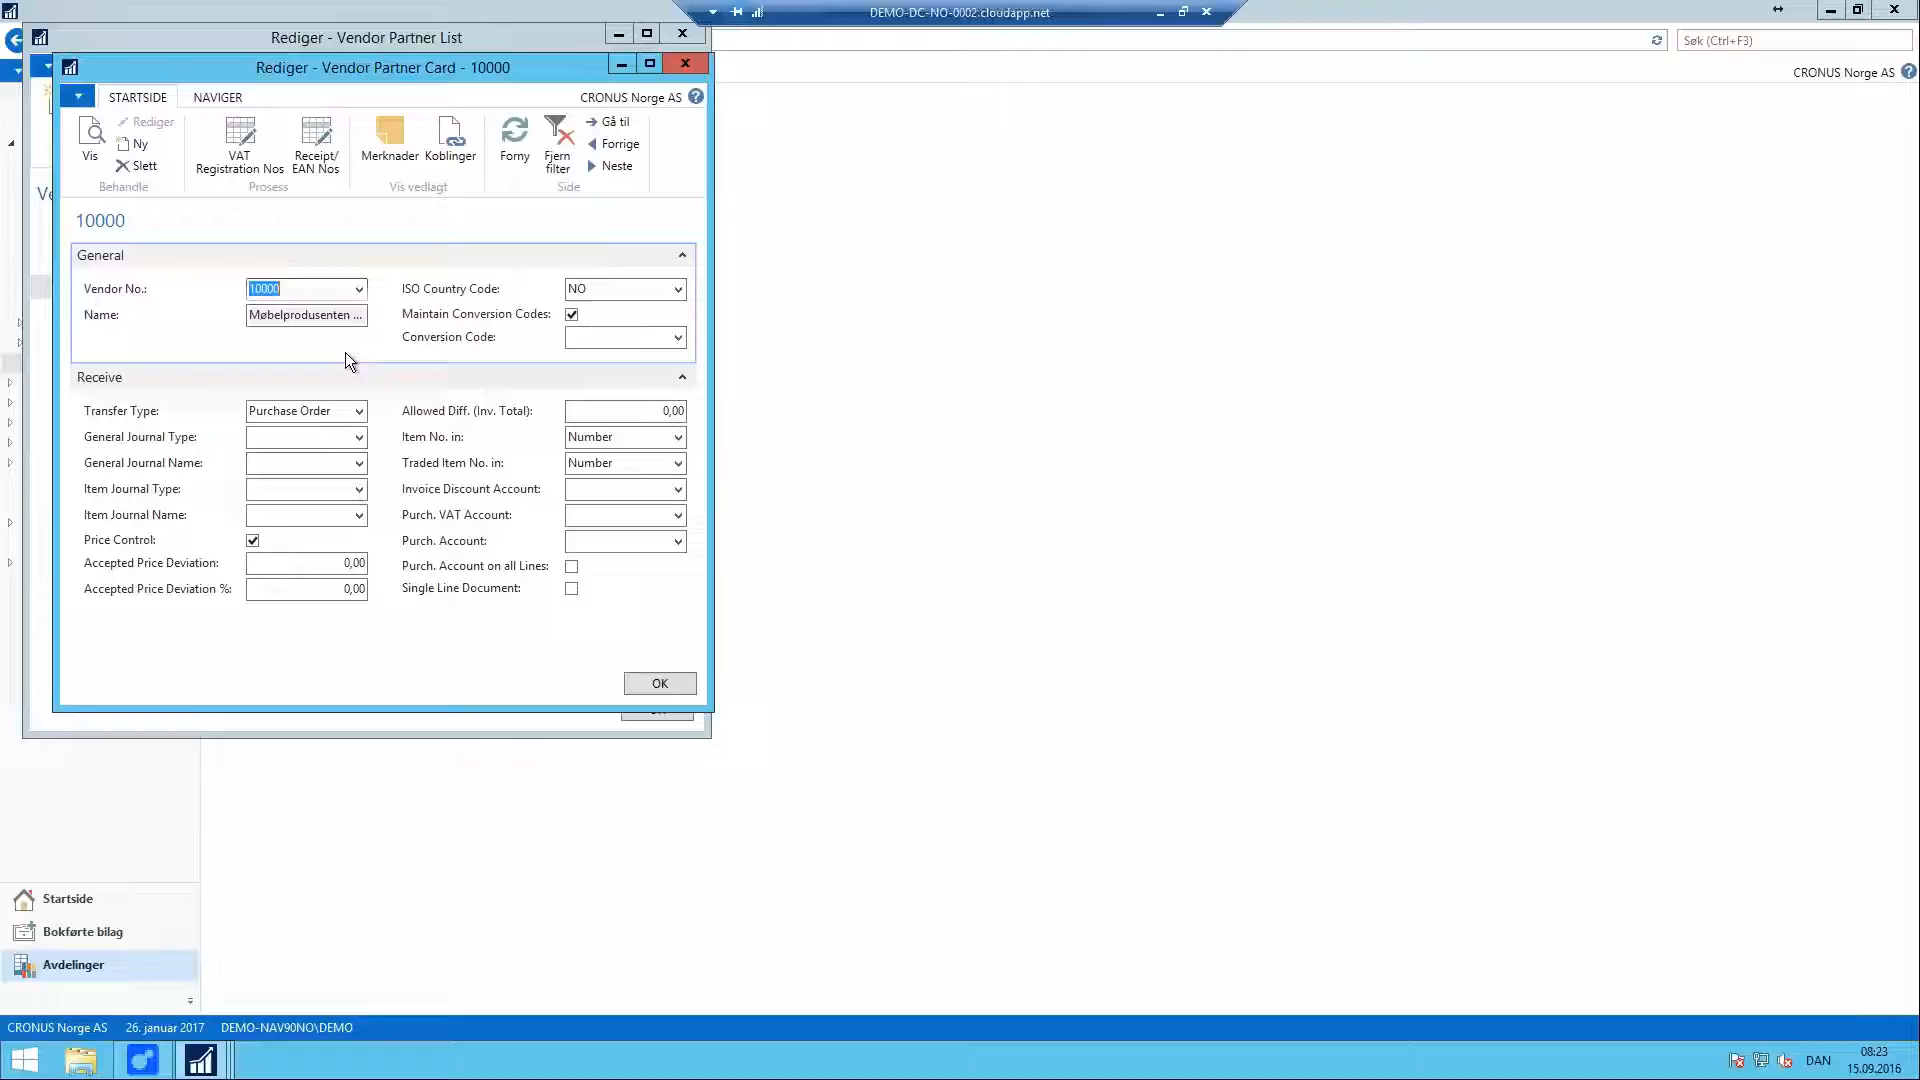 DEMO-DC-NO-0002.cloudapp.net
Rediger - Vendor Partner List
Søk (Ctrl+F3)
Rediger - Vendor Partner Card - 10000
CRONUS Norge AS
STARTSIDE NAVIGER CRONUS Norge AS
Vis
Rediger
Ny
Slett
VAT
Registration Nos
Receipt/
EAN Nos
Merknader
Koblinger
Forny
Fjern
filter
Gå til
Forrige
Neste
Behandle Prosess Vis vedlagt Side
10000
General
Vendor No.: 10000 ISO Country Code: NO
Name: Møbelprodusenten ... Maintain Conversion Codes:
Conversion Code:
Receive
Transfer Type: Purchase Order Allowed Diff. (Inv. Total): 0,00
General Journal Type: Item No. in: Number
General Journal Name: Traded Item No. in: Number
Item Journal Type: Invoice Discount Account:
Item Journal Name: Purch. VAT Account:
Price Control: Purch. Account:
Accepted Price Deviation: 0,00 Purch. Account on all Lines:
Accepted Price Deviation %: 0,00 Single Line Document:
OK
Startside
Bokførte bilag
Avdelinger
CRONUS Norge AS 26. januar 2017 DEMO-NAV90NO\DEMO
DAN
08:23
15.09.2016